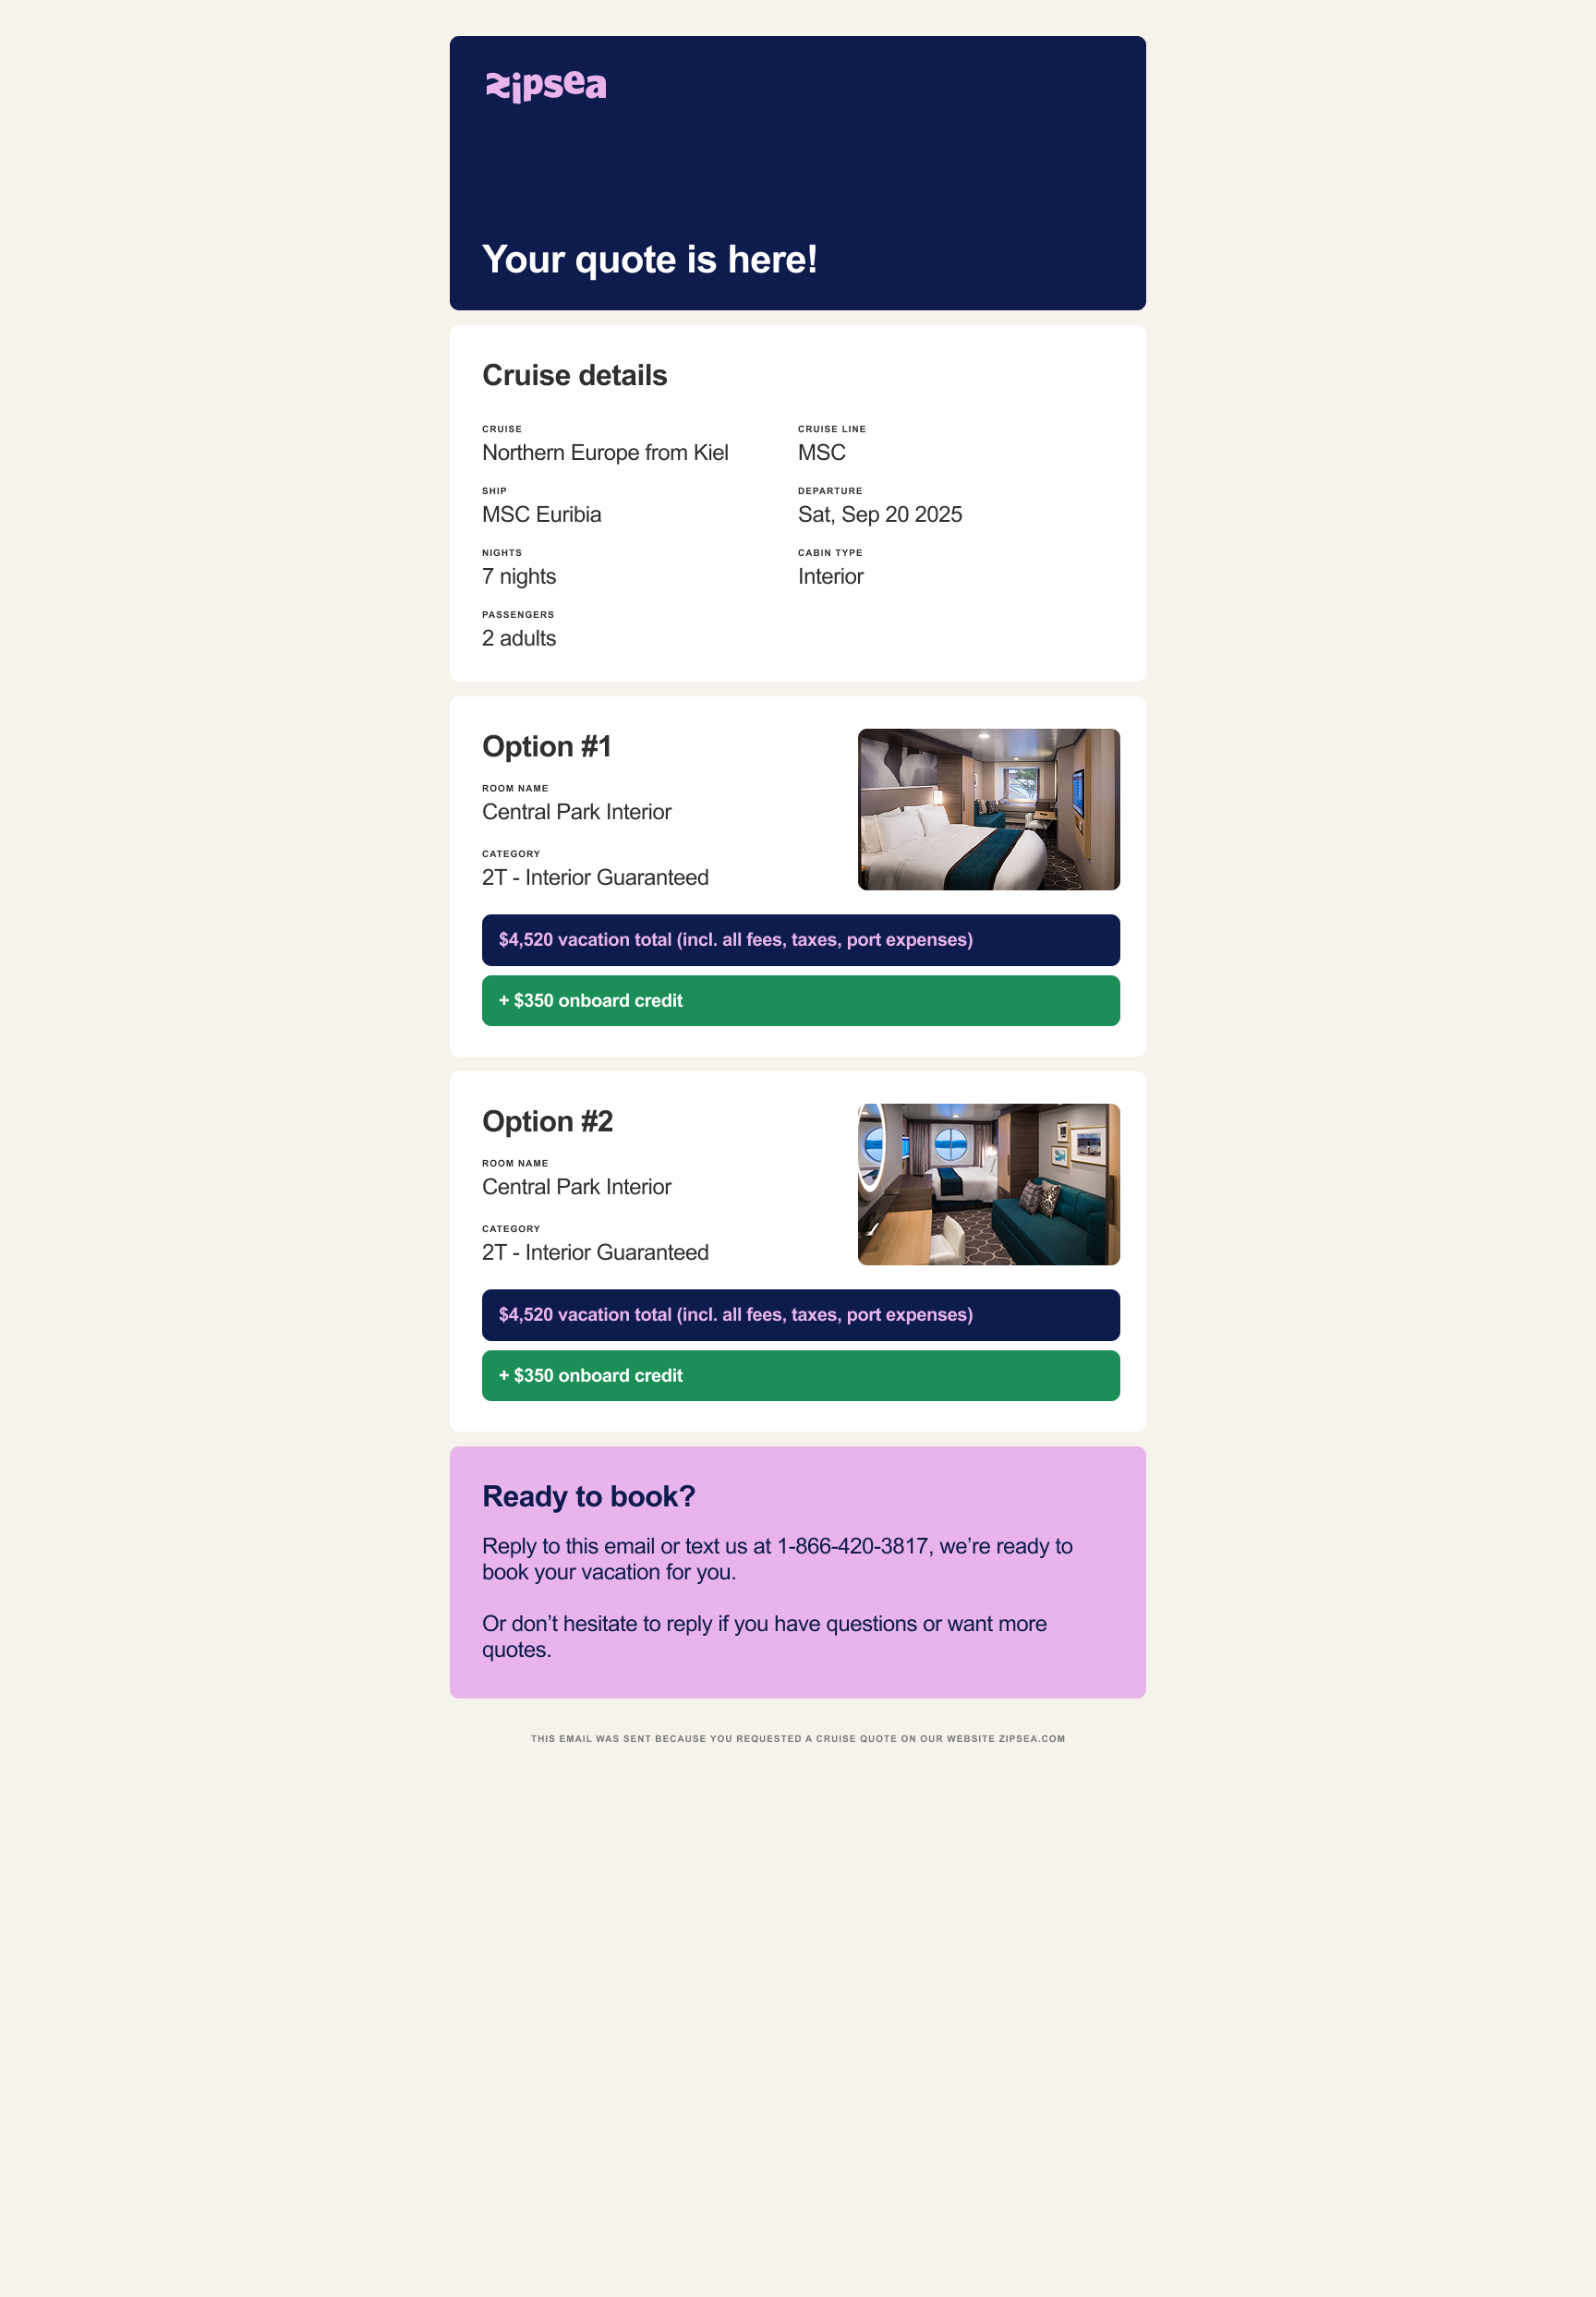 zipsea
Your quote is here!
Cruise details
CRUISE
Northern Europe from Kiel
CRUISE LINE
MSC
SHIP
MSC Euribia
DEPARTURE
Sat, Sep 20 2025
NIGHTS
7 nights
CABIN TYPE
Interior
PASSENGERS
2 adults
Option #1
ROOM NAME
Central Park Interior
CATEGORY
2T - Interior Guaranteed
$4,520 vacation total (incl. all fees, taxes, port expenses)
+ $350 onboard credit
Option #2
ROOM NAME
Central Park Interior
CATEGORY
2T - Interior Guaranteed
$4,520 vacation total (incl. all fees, taxes, port expenses)
+ $350 onboard credit
Ready to book?
Reply to this email or text us at 1-866-420-3817, we’re ready to
book your vacation for you.
Or don’t hesitate to reply if you have questions or want more
quotes.
THIS EMAIL WAS SENT BECAUSE YOU REQUESTED A CRUISE QUOTE ON OUR WEBSITE ZIPSEA.COM